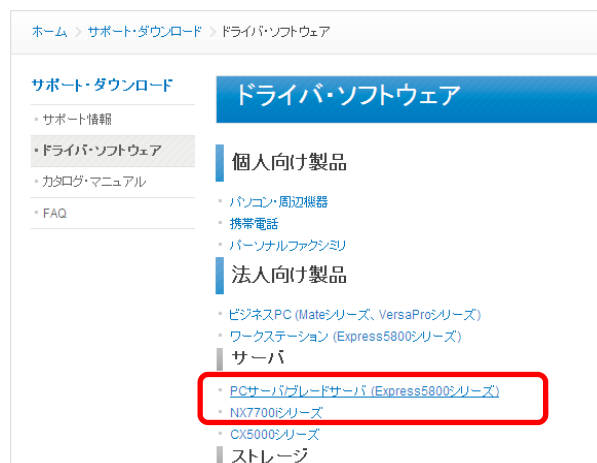 ホーム > サポート・ダウンロード > ドライバ・ソフトウェア
サポート・ダウンロード
サポート情報
ドライバ・ソフトウェア
カタログ・マニュアル
FAQ
ドライバ・ソフトウェア
個人向け製品
パソコン・周辺機器
携帯電話
パーソナルファクシミリ
法人向け製品
ビジネスPC (Mateシリーズ、VersaProシリーズ)
ワークステーション (Express5800シリーズ)
サーバ
PCサーバ/ブレードサーバ (Express5800シリーズ)
NX7700iシリーズ
CX5000シリーズ
ストレージ